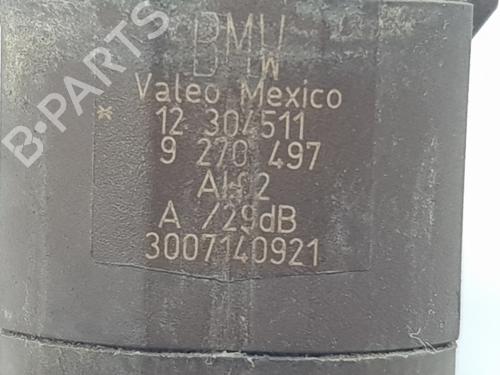 BMW
W
Valeo Mexico
* 12 304511
9 270 497
A / 29dB
3007140921
B-PARTS